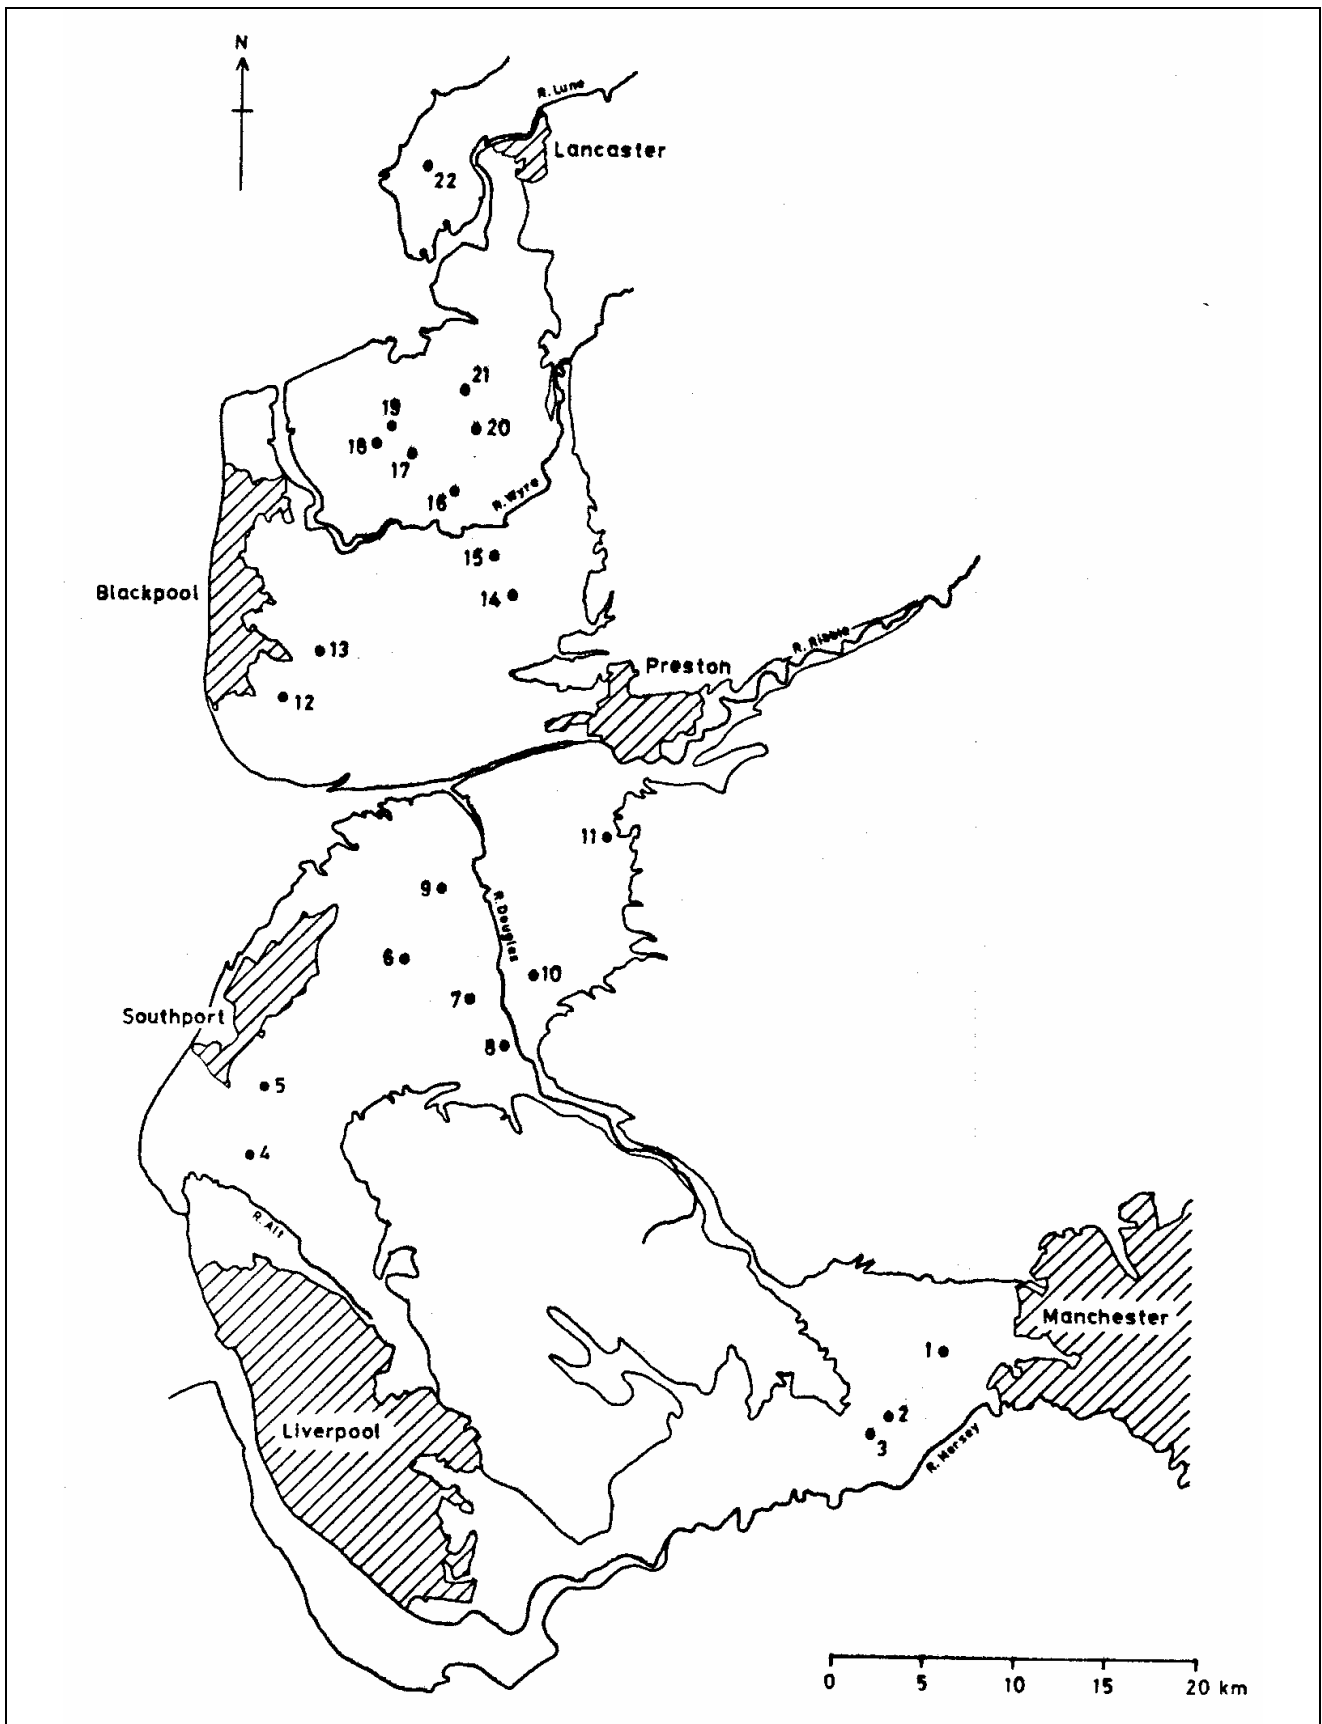 N
R. Lune
Lancaster
22
21
19
20
18
17
16
R. Wyre
15
Blackpool
14
13
R. Ribble
Preston
12
11
9
R. Douglas
6
10
7
Southport
8
5
4
R. Alt
Manchester
1
2
Liverpool
3
R. Mersey
0 5 10 15 20 km